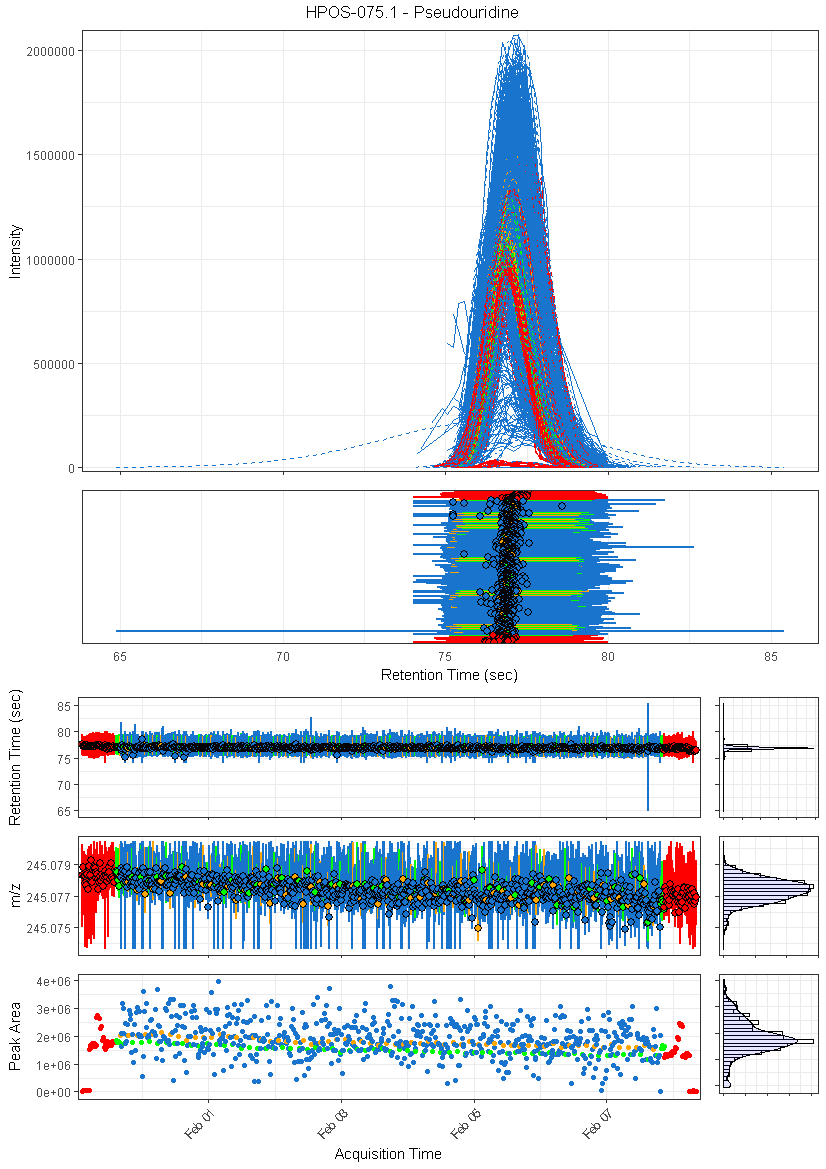 HPOS-075.1 - Pseudouridine
2000000
1500000
1000000
500000
0
Intensity
65
70
75
80
85
Retention Time (sec)
85
80
75
70
65
Retention Time (sec)
245.079
245.077
245.075
m/z
4e+06
3e+06
2e+06
1e+06
0e+00
Peak Area
Feb 01
Feb 03
Feb 05
Feb 07
Acquisition Time